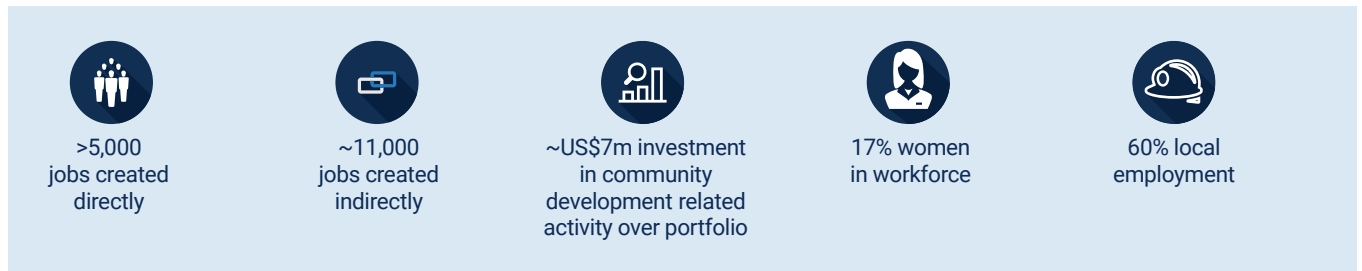 >5,000
jobs created
directly
~11,000
jobs created
indirectly
~US$7m investment
in community
development related
activity over portfolio
17% women
in workforce
60% local
employment